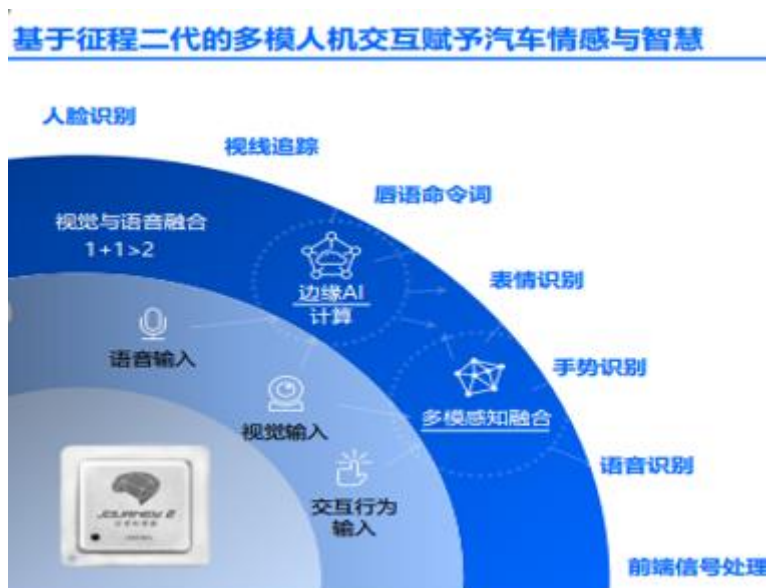 基于征程二代的多模人机交互赋予汽车情感与智慧
人脸识别
视线追踪
唇语命令词
视觉与语音融合
1+1>2
边缘AI
计算
表情识别
语音输入
手势识别
多模感知融合
视觉输入
语音识别
交互行为
输入
JOURNEY 2
前端信号处理